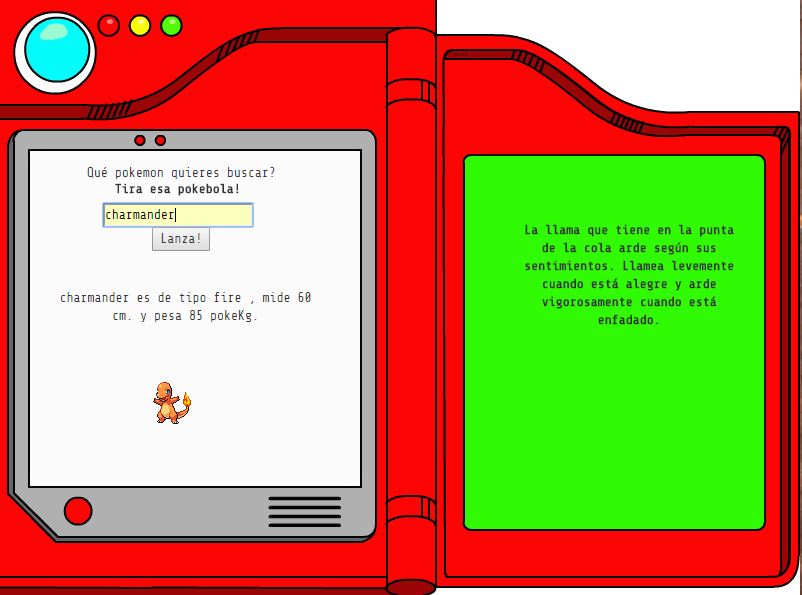 Qué pokemon quieres buscar?
Tira esa pokebola!
charmander
Lanza!
charmander es de tipo fire , mide 60
cm. y pesa 85 pokeKg.
La llama que tiene en la punta
de la cola arde según sus
sentimientos. Llamea levemente
cuando está alegre y arde
vigorosamente cuando está
enfadado.